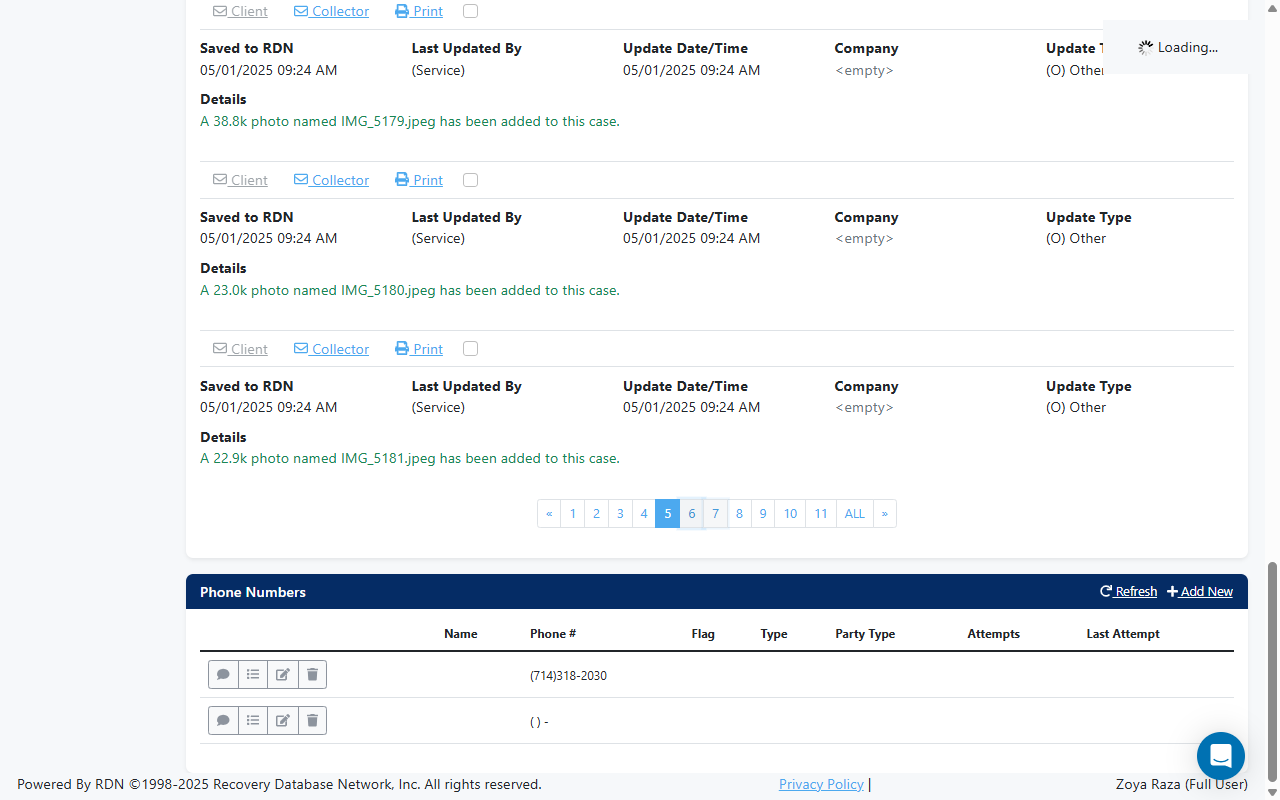 Client Collector Print
Loading...
Saved to RDN Last Updated By Update Date/Time Company Update T
05/01/2025 09:24 AM (Service) 05/01/2025 09:24 AM <empty> (O) Other
Details
A 38.8k photo named IMG_5179.jpeg has been added to this case.
Client Collector Print
Saved to RDN Last Updated By Update Date/Time Company Update Type
05/01/2025 09:24 AM (Service) 05/01/2025 09:24 AM <empty> (O) Other
Details
A 23.0k photo named IMG_5180.jpeg has been added to this case.
Client Collector Print
Saved to RDN Last Updated By Update Date/Time Company Update Type
05/01/2025 09:24 AM (Service) 05/01/2025 09:24 AM <empty> (O) Other
Details
A 22.9k photo named IMG_5181.jpeg has been added to this case.
« 1 2 3 4 5 6 7 8 9 10 11 ALL »
Phone Numbers Refresh Add New
Name Phone # Flag Type Party Type Attempts Last Attempt
(714)318-2030
( ) -
Powered By RDN ©1998-2025 Recovery Database Network, Inc. All rights reserved. Privacy Policy | Zoya Raza (Full User)